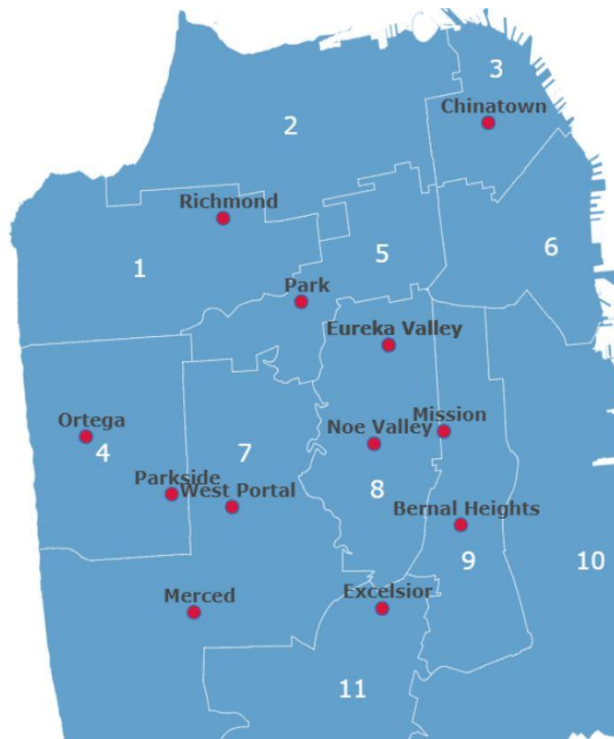 3
Chinatown
2
Richmond
5
6
1
Park
Eureka Valley
Ortega
4
7
Mission
Noe Valley
Parkside
West Portal
8
Bernal Heights
9
10
Merced
Excelsior
11